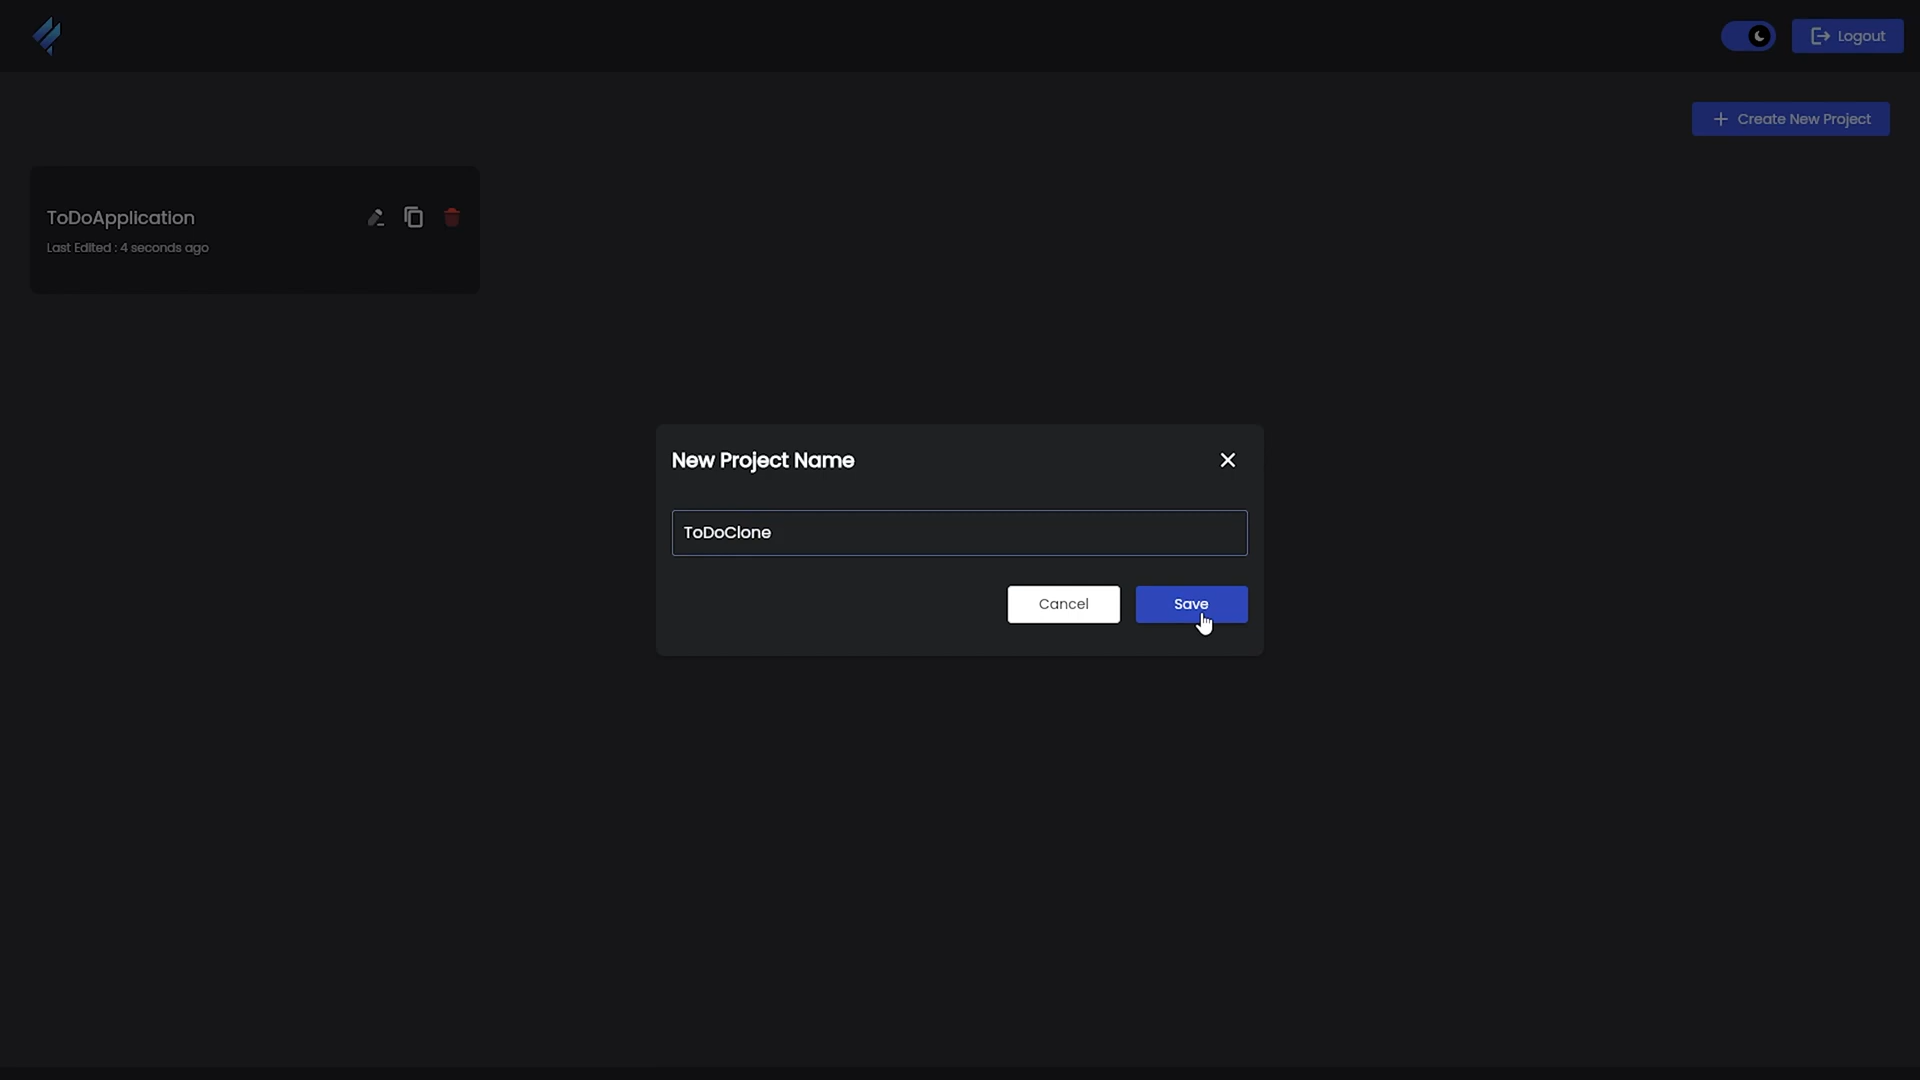 Logout
Create New Project
ToDoApplication
Last Edited : 4 seconds ago
New Project Name
ToDoClone
Cancel
Save